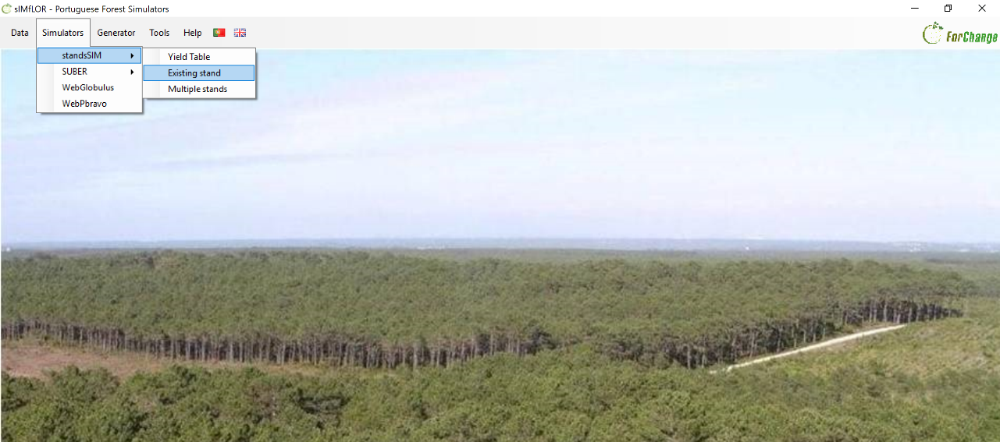 sIMfLOR - Portuguese Forest Simulators
Data Simulators Generator Tools Help
ForChange
standsSIM
SUBER
WebGlobulus
WebPbravo
Yield Table
Existing stand
Multiple stands